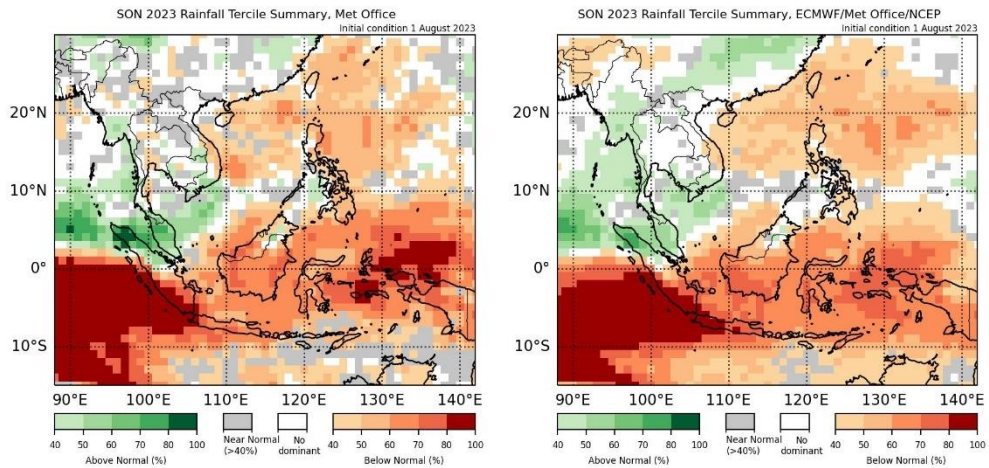 SON 2023 Rainfall Tercile Summary, Met Office
Initial condition 1 August 2023
20°N
10°N
0°
10°S
90°E 100°E 110°E 120°E 130°E 140°E
40 50 60 70 80 100
Above Normal (%)
Near Normal
(>40%)
No
dominant
40 50 60 70 80 100
Below Normal (%)
SON 2023 Rainfall Tercile Summary, ECMWF/Met Office/NCEP
Initial condition 1 August 2023
20°N
10°N
0°
10°S
90°E 100°E 110°E 120°E 130°E 140°E
40 50 60 70 80 100
Above Normal (%)
Near Normal
(>40%)
No
dominant
40 50 60 70 80 100
Below Normal (%)